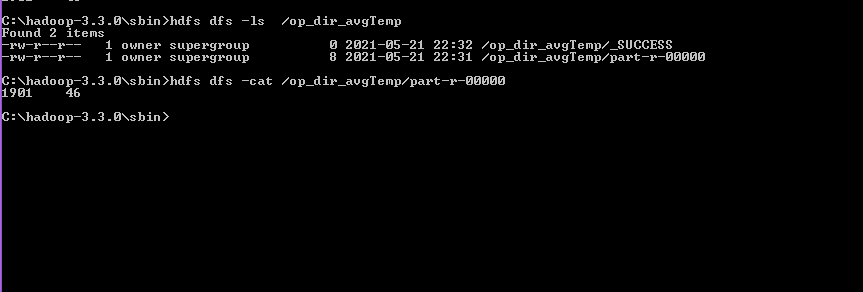 C:\hadoop-3.3.0\sbin>hdfs dfs -ls  /op_dir_avgTemp
Found 2 items
-rw-r--r--   1 owner supergroup          0 2021-05-21 22:32 /op_dir_avgTemp/_SUCCESS
-rw-r--r--   1 owner supergroup          8 2021-05-21 22:31 /op_dir_avgTemp/part-r-00000
C:\hadoop-3.3.0\sbin>hdfs dfs -cat /op_dir_avgTemp/part-r-00000
1901    46
C:\hadoop-3.3.0\sbin>